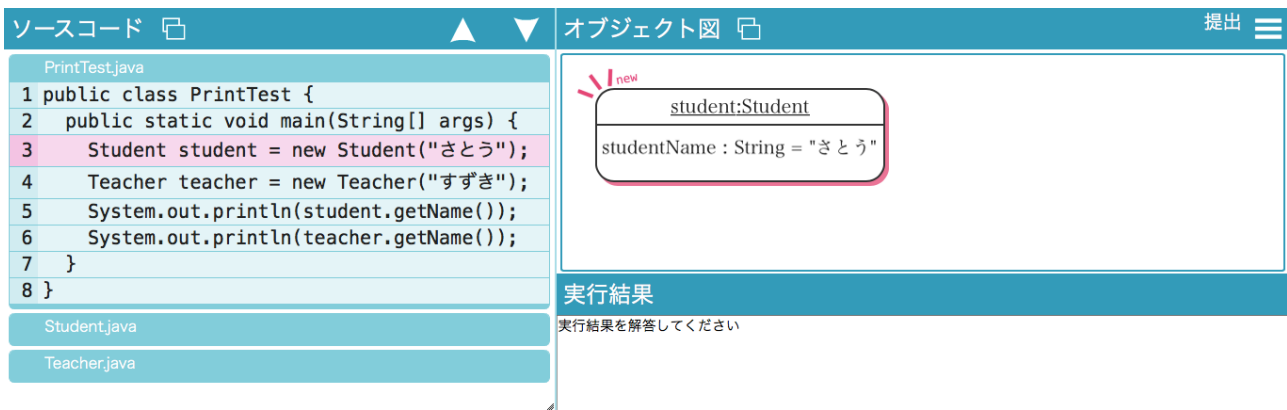 ソースコード
PrintTest.java
1 public class PrintTest {
2 public static void main(String[] args) {
3 Student student = new Student("さとう");
4 Teacher teacher = new Teacher("すずき");
5 System.out.println(student.getName());
6 System.out.println(teacher.getName());
7 }
8 }
Student.java
Teacher.java
オブジェクト図
提出
new
student:Student
studentName : String = "さとう"
実行結果
実行結果を解答してください